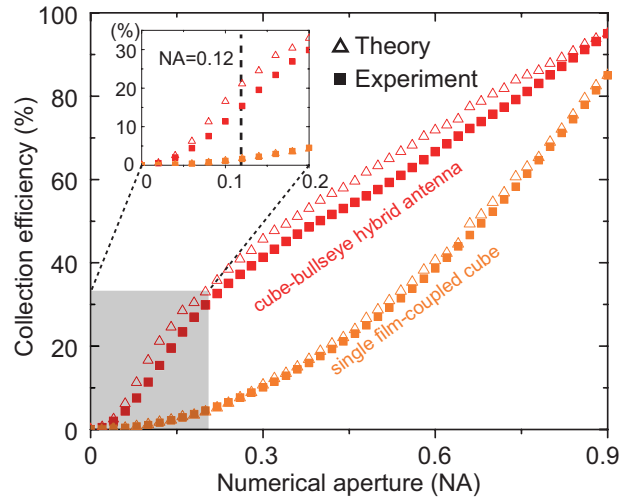 100
80
60
40
20
0
Collection efficiency (%)
(%)
30
20
10
0
NA=0.12
0
0.1
0.2
△ Theory
■ Experiment
cube-bullseye hybrid antenna
single film-coupled cube
0
0.3
0.6
0.9
Numerical aperture (NA)